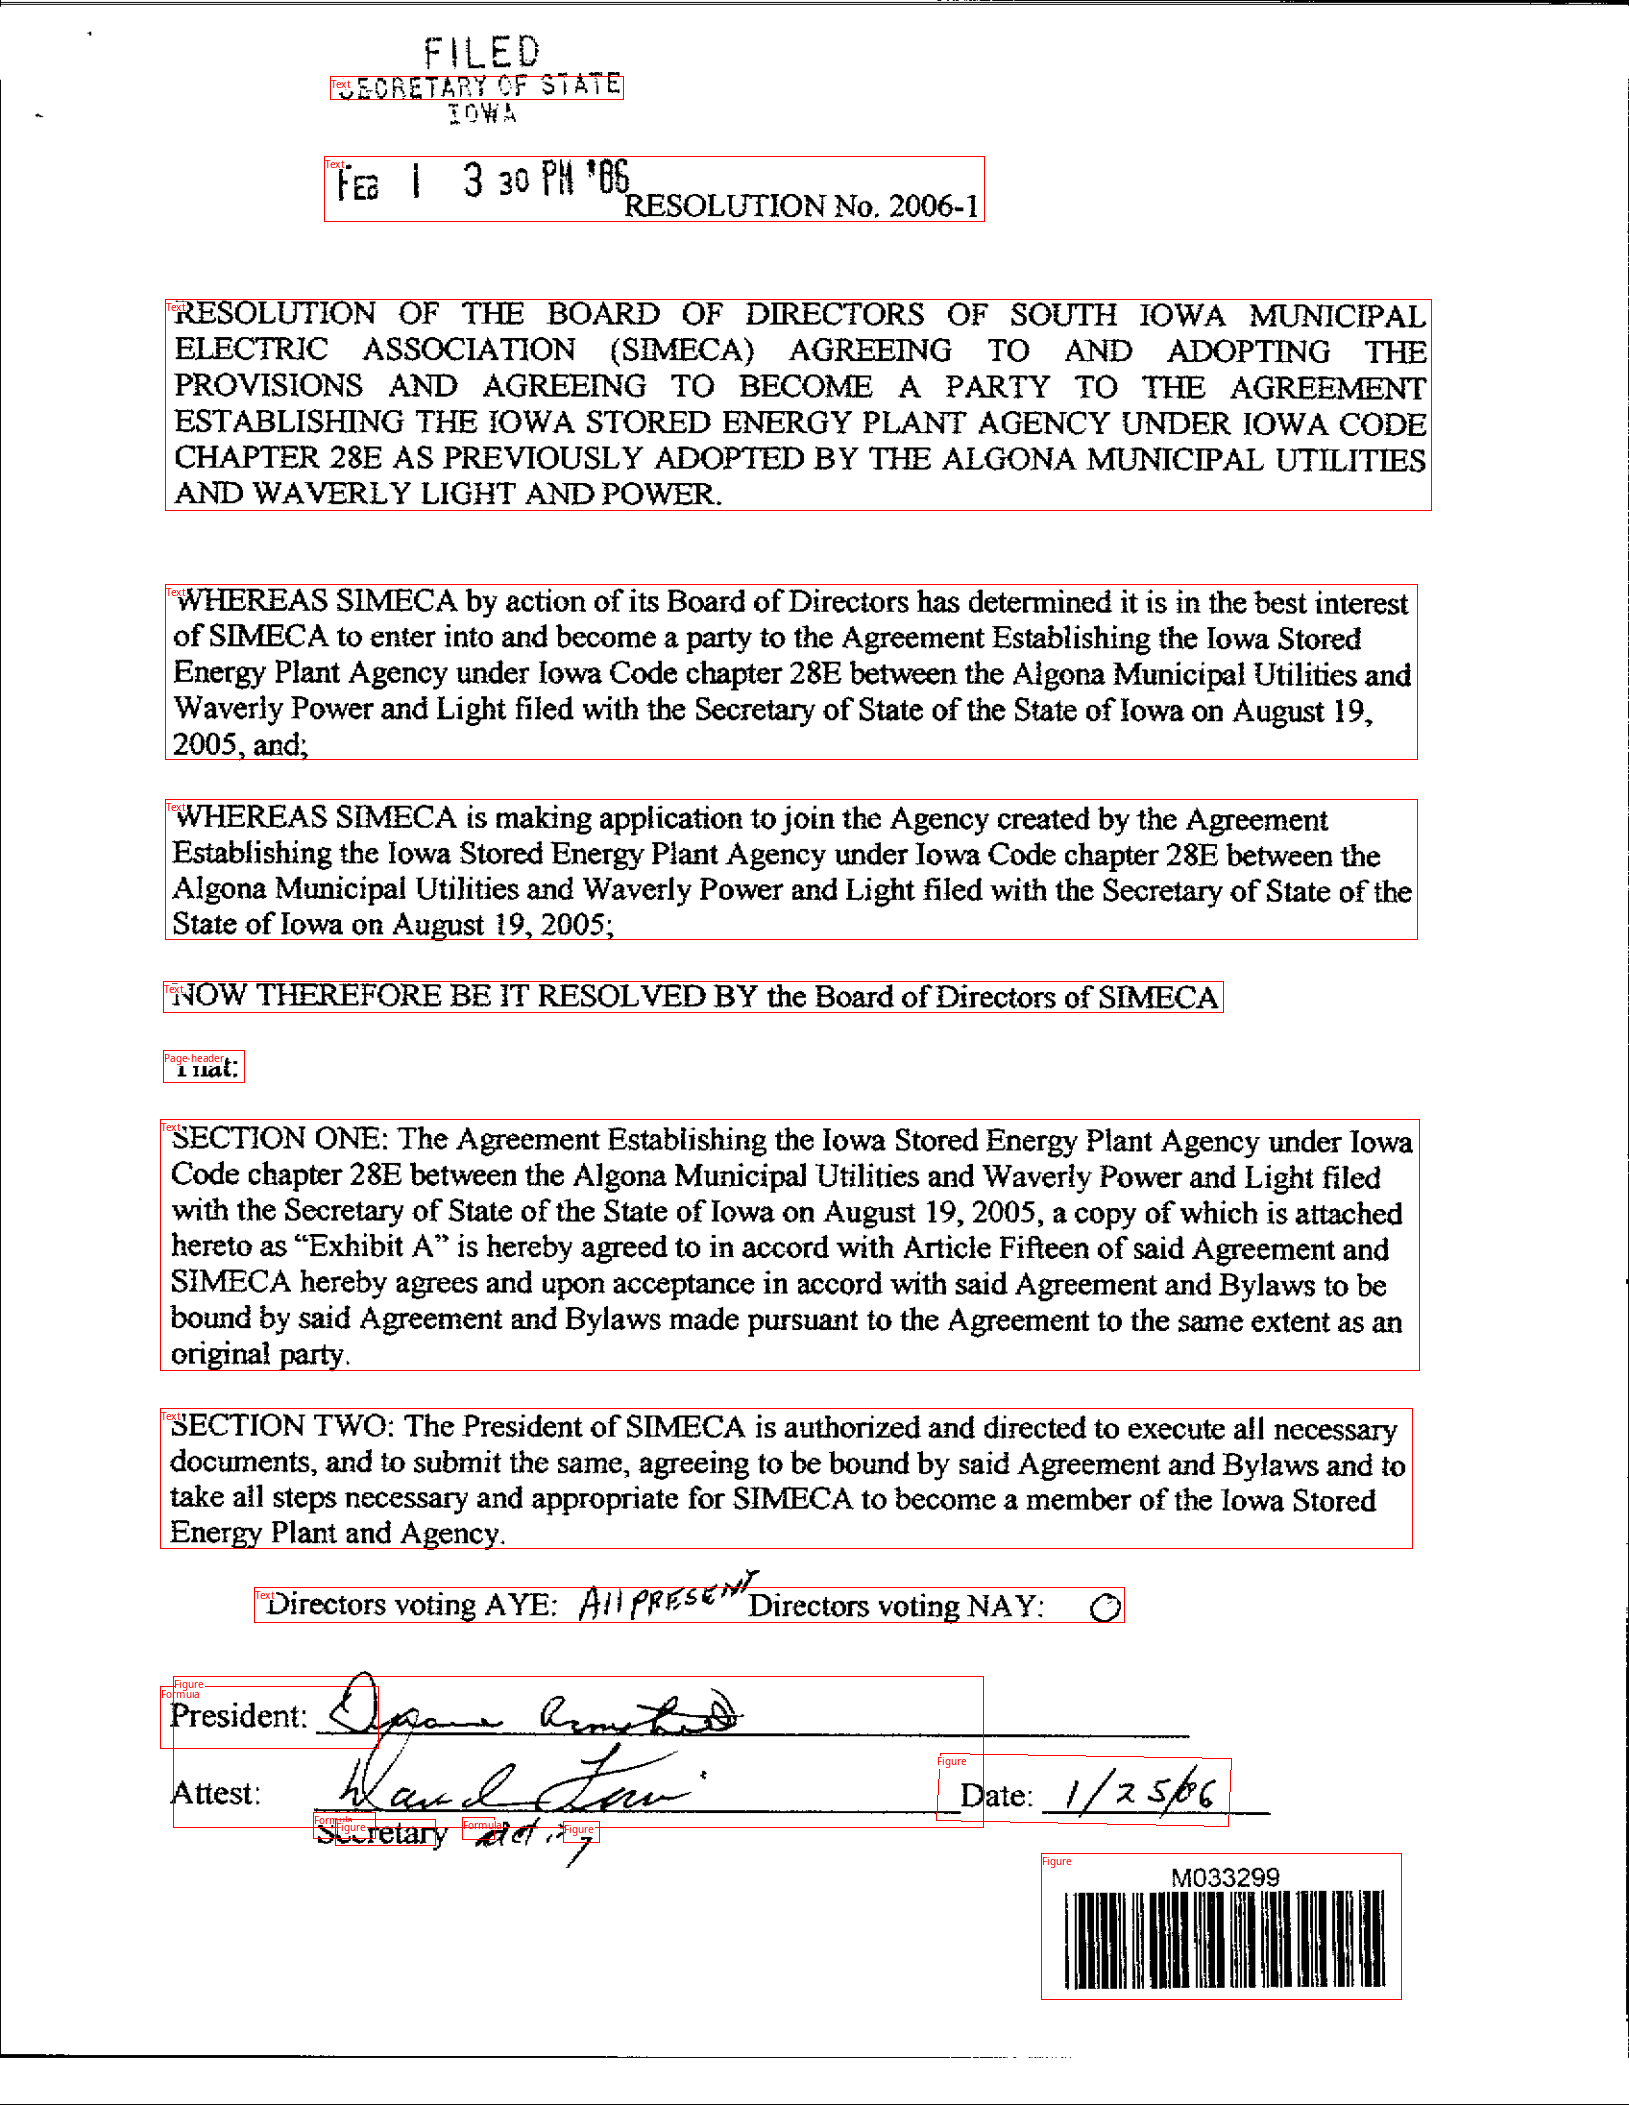 FILED
SECRETARY OF STATE
IOWA
FEB 1 3 30 PM '06
RESOLUTION No. 2006-1
RESOLUTION OF THE BOARD OF DIRECTORS OF SOUTH IOWA MUNICIPAL
ELECTRIC ASSOCIATION (SIMECA) AGREEING TO AND ADOPTING THE
PROVISIONS AND AGREEING TO BECOME A PARTY TO THE AGREEMENT
ESTABLISHING THE IOWA STORED ENERGY PLANT AGENCY UNDER IOWA CODE
CHAPTER 28E AS PREVIOUSLY ADOPTED BY THE ALGONA MUNICIPAL UTILITIES
AND WAVERLY LIGHT AND POWER.
WHEREAS SIMECA by action of its Board of Directors has determined it is in the best interest
of SIMECA to enter into and become a party to the Agreement Establishing the Iowa Stored
Energy Plant Agency under Iowa Code chapter 28E between the Algona Municipal Utilities and
Waverly Power and Light filed with the Secretary of State of the State of Iowa on August 19,
2005, and;
WHEREAS SIMECA is making application to join the Agency created by the Agreement
Establishing the Iowa Stored Energy Plant Agency under Iowa Code chapter 28E between the
Algona Municipal Utilities and Waverly Power and Light filed with the Secretary of State of the
State of Iowa on August 19, 2005;
NOW THEREFORE BE IT RESOLVED BY the Board of Directors of SIMECA
That:
SECTION ONE: The Agreement Establishing the Iowa Stored Energy Plant Agency under Iowa
Code chapter 28E between the Algona Municipal Utilities and Waverly Power and Light filed
with the Secretary of State of the State of Iowa on August 19, 2005, a copy of which is attached
hereto as “Exhibit A” is hereby agreed to in accord with Article Fifteen of said Agreement and
SIMECA hereby agrees and upon acceptance in accord with said Agreement and Bylaws to be
bound by said Agreement and Bylaws made pursuant to the Agreement to the same extent as an
original party.
SECTION TWO: The President of SIMECA is authorized and directed to execute all necessary
documents, and to submit the same, agreeing to be bound by said Agreement and Bylaws and to
take all steps necessary and appropriate for SIMECA to become a member of the Iowa Stored
Energy Plant and Agency.
Directors voting AYE: All PRESENT Directors voting NAY: O
President:
Attest: Date: 1/25/06
Secretary acting
M033299